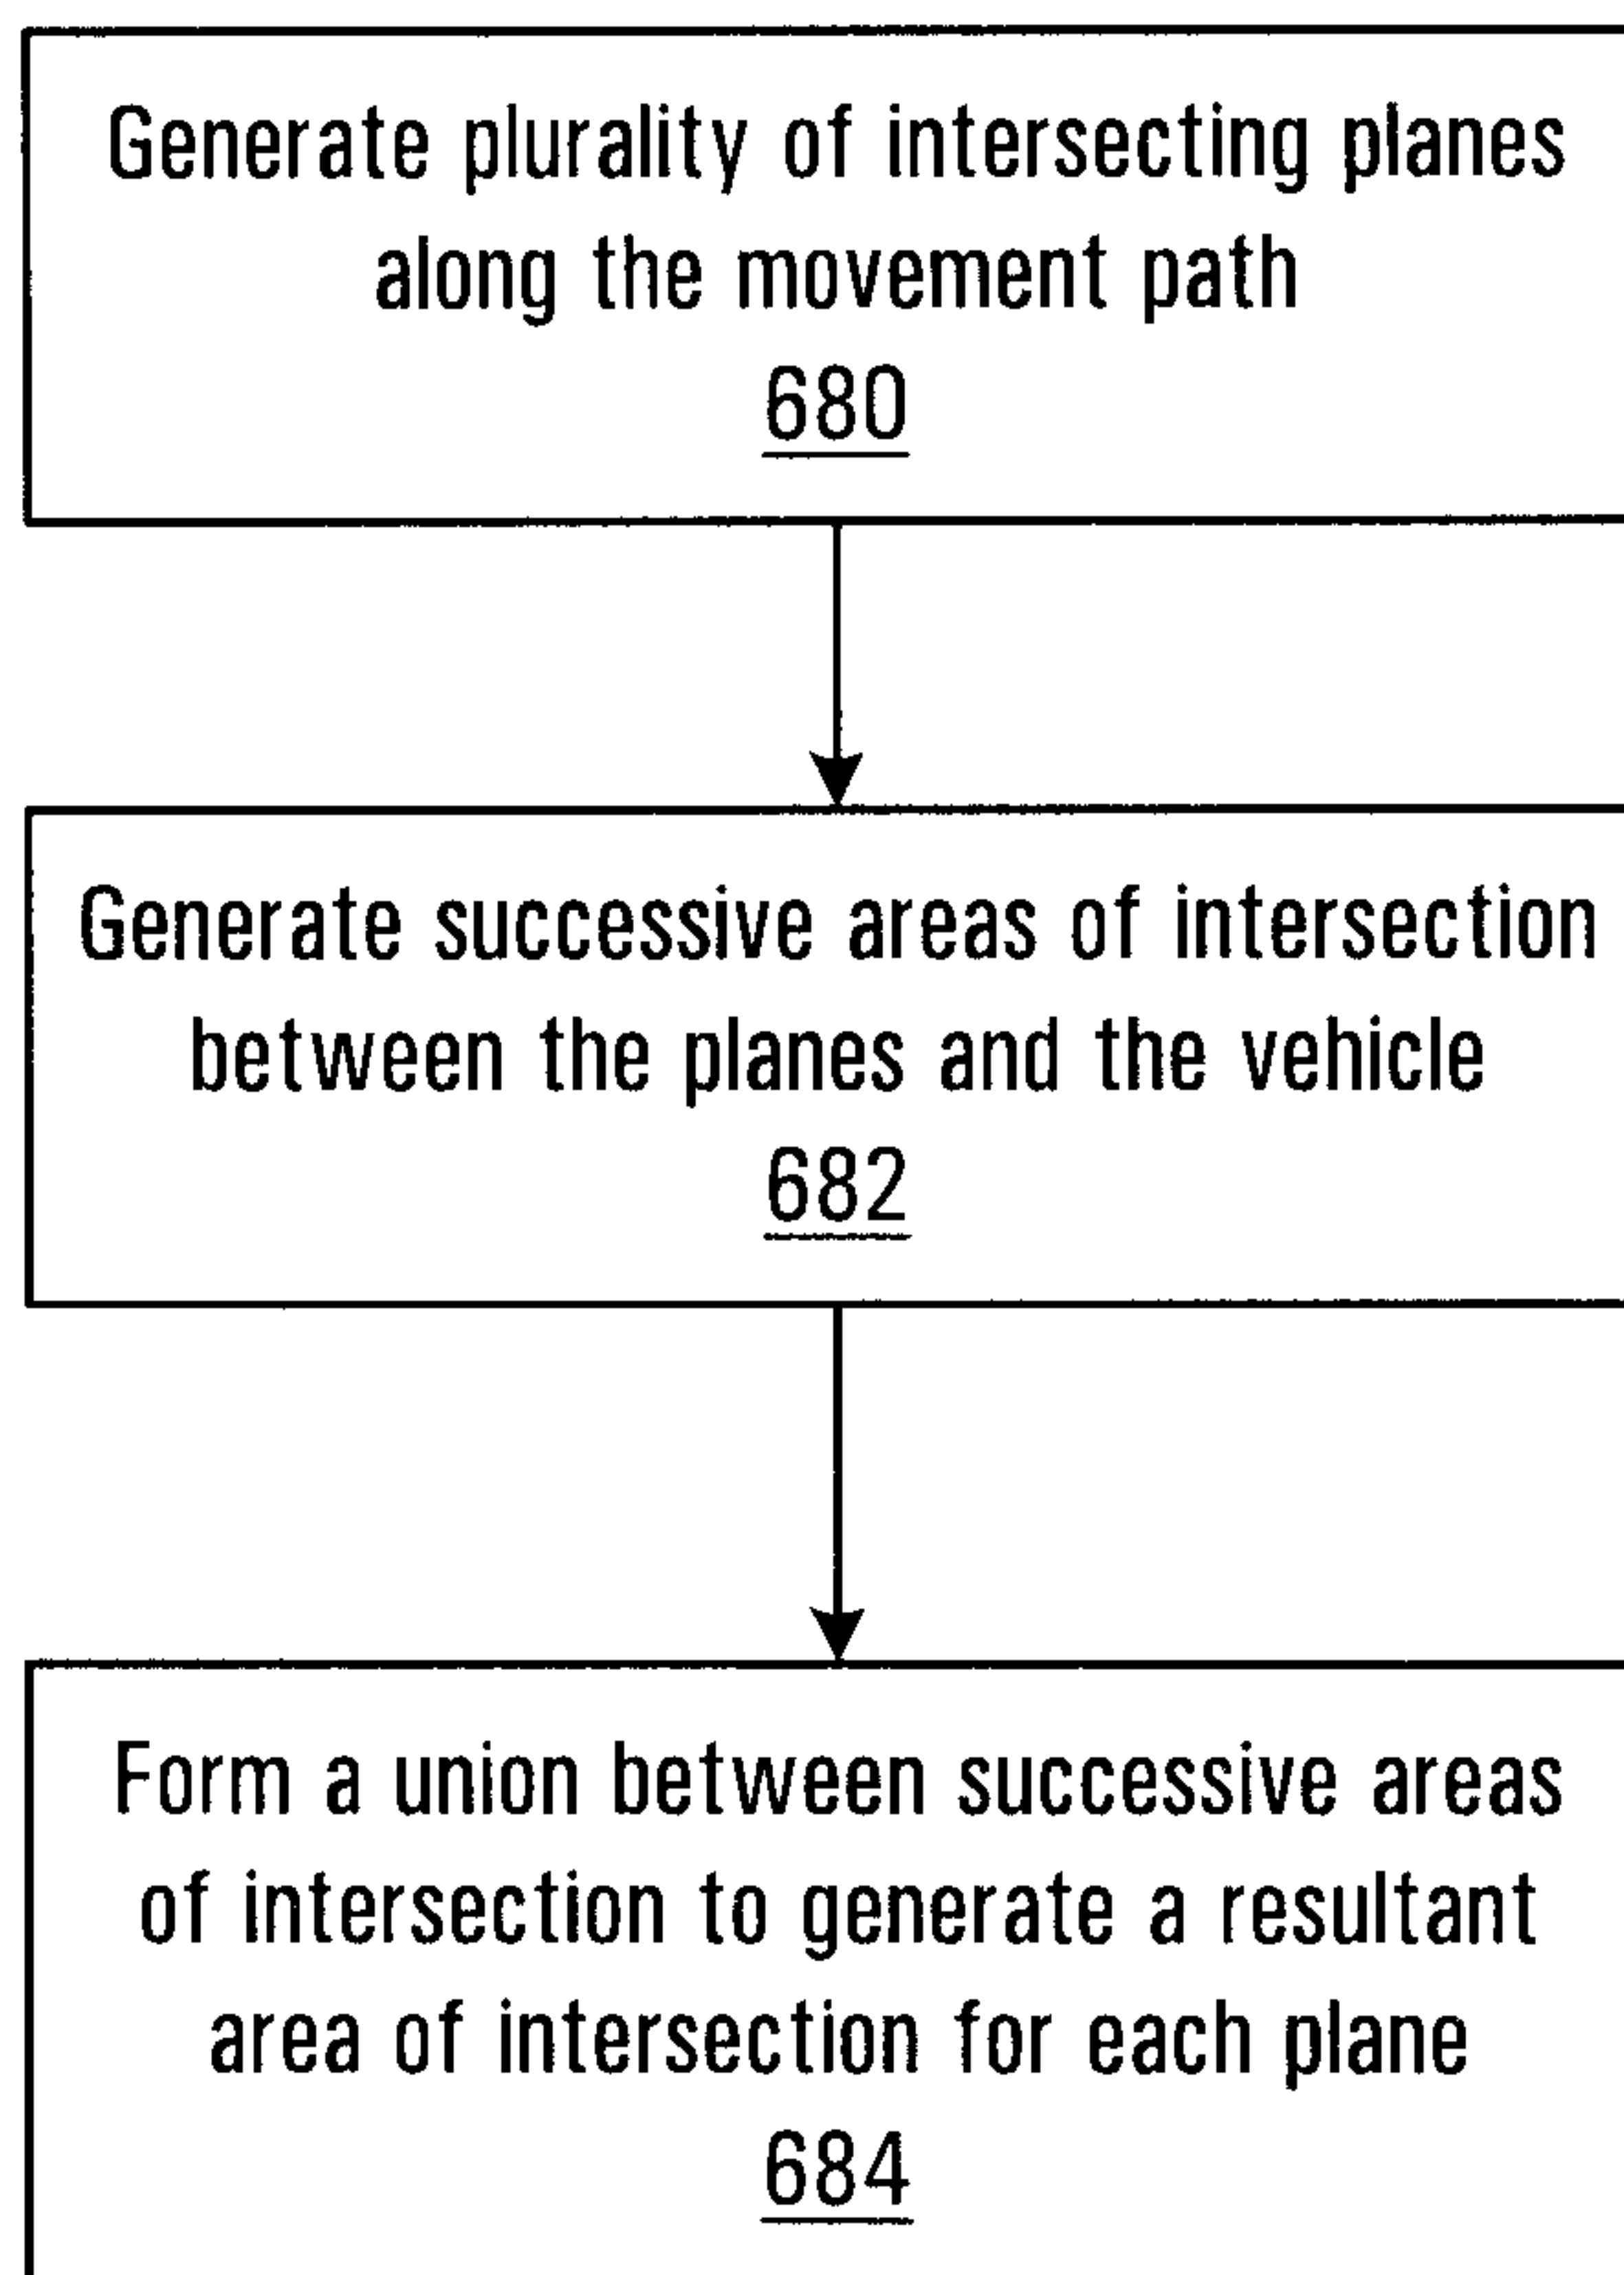 Generate plurality of intersecting planes
along the movement path
680
Generate successive areas of intersection
between the planes and the vehicle
682
Form a union between successive areas
of intersection to generate a resultant
area of intersection for each plane
684